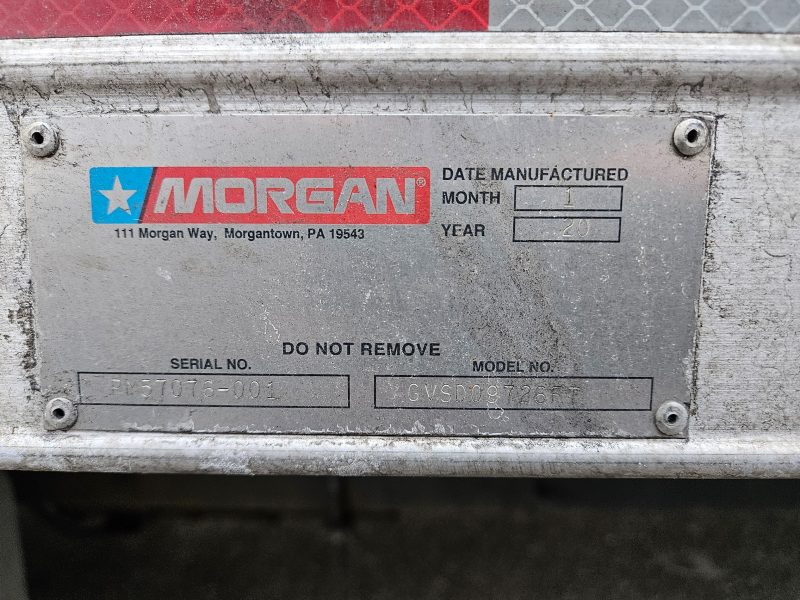 MORGAN®
111 Morgan Way, Morgantown, PA 19543
DATE MANUFACTURED
MONTH 1
YEAR 20
DO NOT REMOVE
SERIAL NO.
MODEL NO.